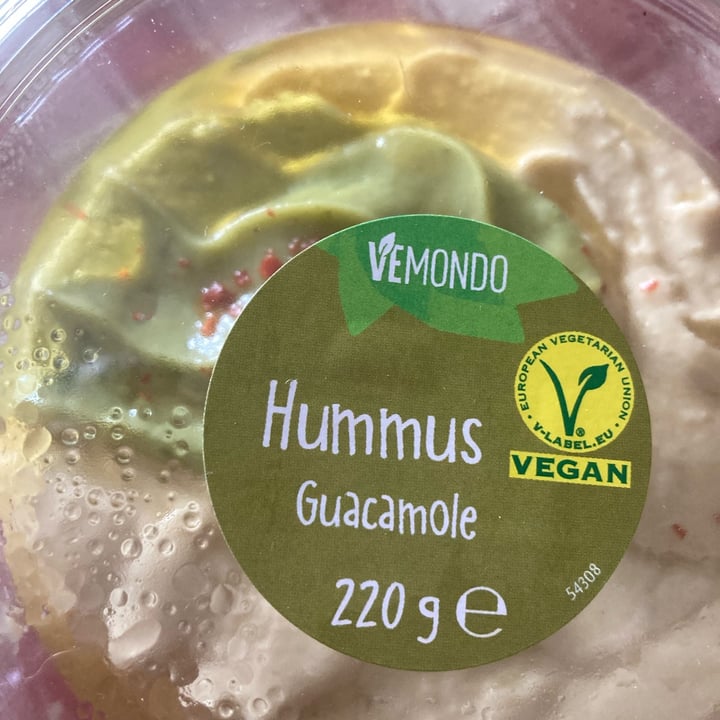 VEMONDO
EUROPEAN VEGETARIAN UNION
V-LABEL.EU
®
VEGAN
Hummus
Guacamole
220 g ℮
54308